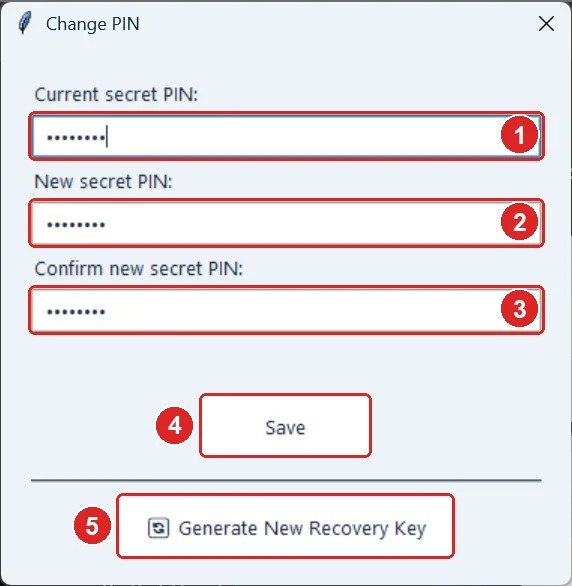 Change PIN
Current secret PIN:
•••••••• 1
New secret PIN:
•••••••• 2
Confirm new secret PIN:
•••••••• 3
4 Save
5 Generate New Recovery Key